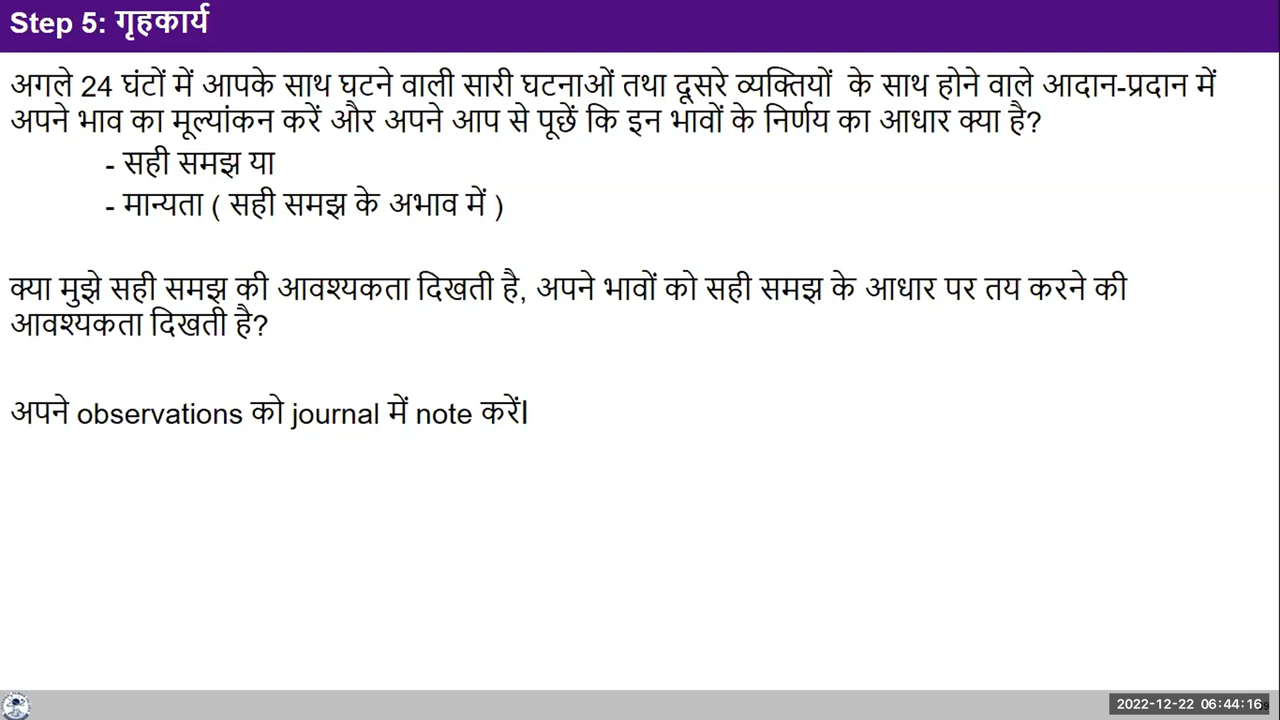 Step 5: गृहकार्य
अगले 24 घंटों में आपके साथ घटने वाली सारी घटनाओं तथा दूसरे व्यक्तियों के साथ होने वाले आदान-प्रदान में
अपने भाव का मूल्यांकन करें और अपने आप से पूछें कि इन भावों के निर्णय का आधार क्या है?
- सही समझ या
- मान्यता ( सही समझ के अभाव में )
क्या मुझे सही समझ की आवश्यकता दिखती है, अपने भावों को सही समझ के आधार पर तय करने की
आवश्यकता दिखती है?
अपने observations को journal में note करें।
2022-12-22 06:44:16